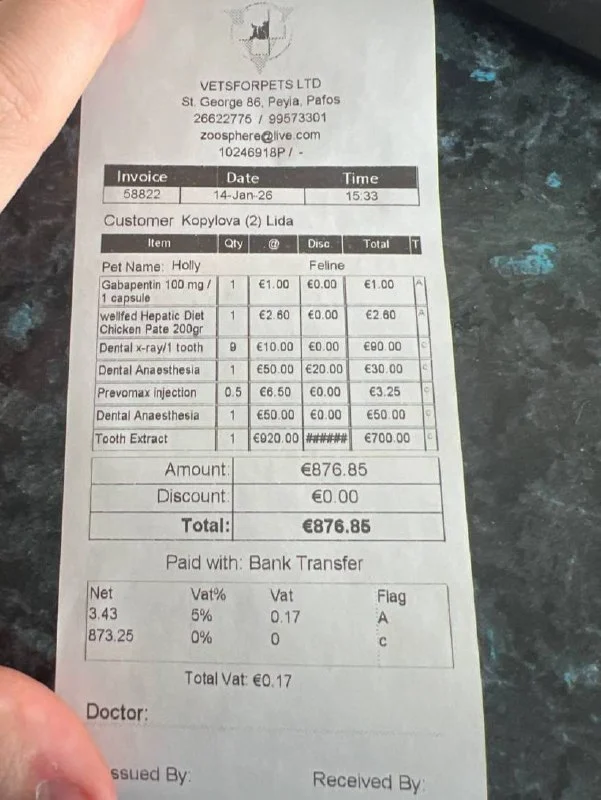 VETSFORPETS LTD
St. George 86, Peyia, Pafos
26622775 / 99573301
zoosphere@live.com
10246918P / -
Invoice Date Time
58822 14-Jan-26 15:33
Customer Kopylova (2) Lida
Item Qty @ Disc Total T
Pet Name: Holly Feline
Gabapentin 100 mg / 1 €1.00 €0.00 €1.00 A
1 capsule
wellfed Hepatic Diet 1 €2.60 €0.00 €2.60 A
Chicken Pate 200gr
Dental x-ray/1 tooth 9 €10.00 €0.00 €90.00 C
Dental Anaesthesia 1 €50.00 €20.00 €30.00 C
Prevomax injection 0.5 €6.50 €0.00 €3.25 C
Dental Anaesthesia 1 €50.00 €0.00 €50.00 C
Tooth Extract 1 €920.00 ###### €700.00 C
Amount: €876.85
Discount €0.00
Total: €876.85
Paid with: Bank Transfer
Net Vat% Vat Flag
3.43 5% 0.17 A
873.25 0% 0 C
Total Vat: €0.17
Doctor:
ssued By: Received By: